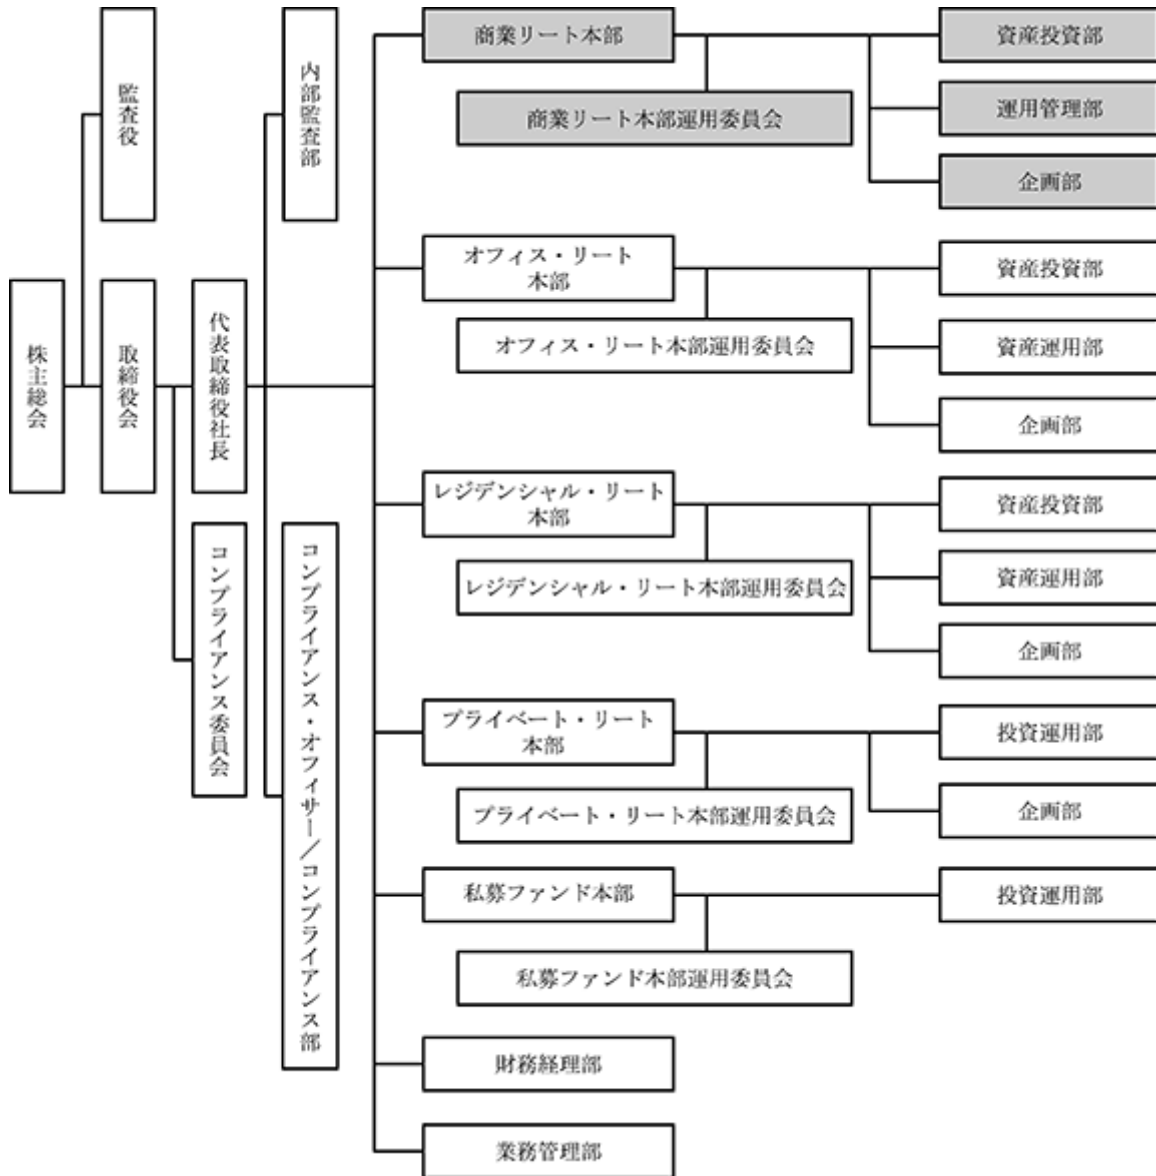 株主総会
監査役
取締役会
代表取締役社長
コンプライアンス委員会
内部監査部
コンプライアンス・オフィサー／コンプライアンス部
商業リート本部
商業リート本部運用委員会
資産投資部
運用管理部
企画部
オフィス・リート
本部
オフィス・リート本部運用委員会
資産投資部
資産運用部
企画部
レジデンシャル・リート
本部
レジデンシャル・リート本部運用委員会
資産投資部
資産運用部
企画部
プライベート・リート
本部
プライベート・リート本部運用委員会
投資運用部
企画部
私募ファンド本部
私募ファンド本部運用委員会
投資運用部
財務経理部
業務管理部